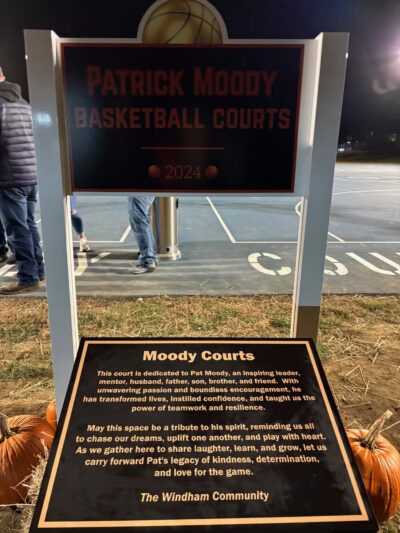 PATRICK MOODY
BASKETBALL COURTS
2024
Moody Courts
This court is dedicated to Pat Moody, an inspiring leader,
mentor, husband, father, son, brother, and friend. With
unwavering passion and boundless encouragement, he
has transformed lives, instilled confidence, and taught us the
power of teamwork and resilience.
May this space be a tribute to his spirit, reminding us all
to chase our dreams, uplift one another, and play with heart.
As we gather here to share laughter, learn, and grow, let us
carry forward Pat's legacy of kindness, determination,
and love for the game.
The Windham Community